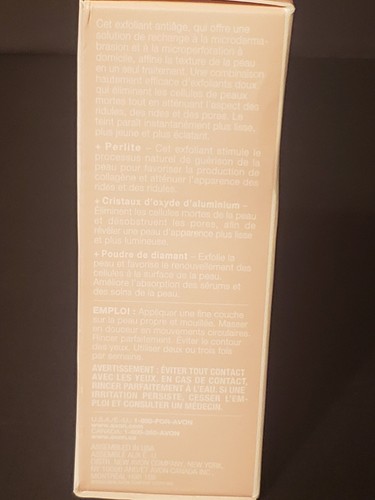 Cet exfoliant antiâge, qui offre une
solution de rechange à la microderma-
brasion et à la microperforation à
domicile, affine la texture de la peau
en un seul traitement. Une combinaison
hautement efficace d'exfoliants doux
qui éliminent les cellules de peaux
mortes tout en atténuant l'aspect des
ridules, des rides et des pores. Le
teint paraît instantanément plus lisse,
plus jeune et plus éclatant.
+ Perlite – Cet exfoliant stimule le
processus naturel de guérison de la
peau pour favoriser la production de
collagène et atténuer l'apparence des
rides et des ridules.
+ Cristaux d'oxyde d'aluminium –
Éliminent les cellules mortes de la peau
et désobstruent les pores, afin de
révéler une peau d'apparence plus lisse
et plus lumineuse.
+ Poudre de diamant – Exfolie la
peau et favorise le renouvellement des
cellules à la surface de la peau.
Améliore l'absorption des sérums et
des soins de la peau.
EMPLOI : Appliquer une fine couche
sur la peau propre et mouillée. Masser
en douceur en mouvements circulaires.
Rincer parfaitement. Éviter le contour
des yeux. Utiliser deux ou trois fois
par semaine.
AVERTISSEMENT : ÉVITER TOUT CONTACT
AVEC LES YEUX. EN CAS DE CONTACT,
RINCER PARFAITEMENT À L'EAU. SI UNE
IRRITATION PERSISTE, CESSER L'EM-
PLOI ET CONSULTER UN MÉDECIN.